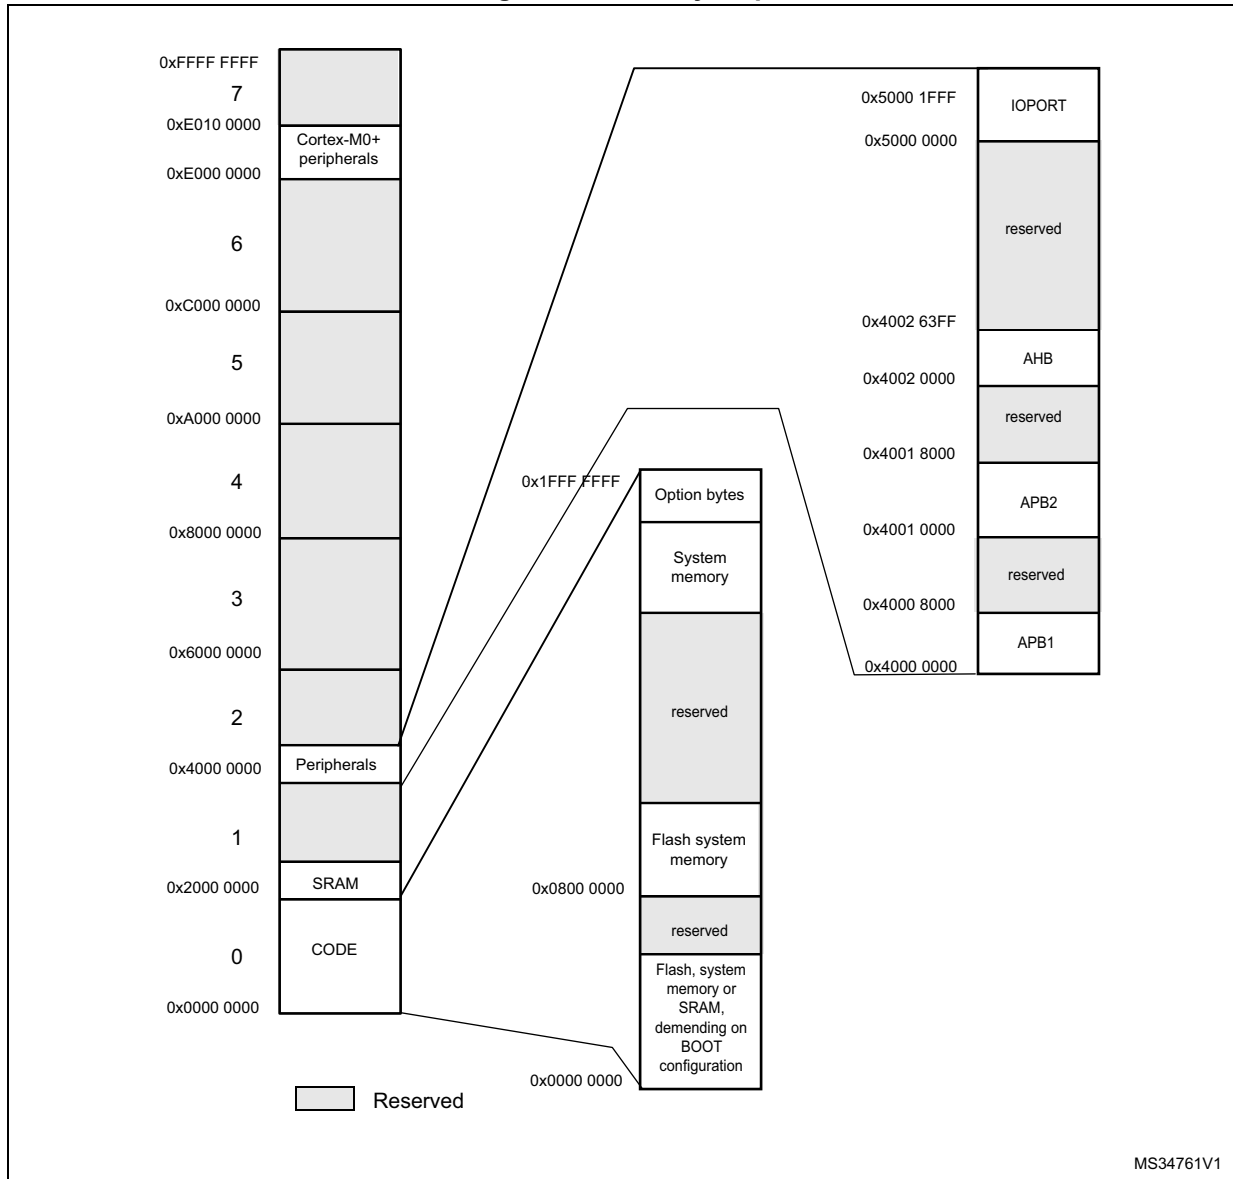 0xFFFF FFFF
7
0xE010 0000
Cortex-M0+
peripherals
0xE000 0000
6
0xC000 0000
5
0xA000 0000
4
0x8000 0000
3
0x6000 0000
2
0x4000 0000
Peripherals
1
0x2000 0000
SRAM
0
CODE
0x0000 0000
Reserved
0x1FFF FFFF
Option bytes
System
memory
reserved
Flash system
memory
0x0800 0000
reserved
Flash, system
memory or
SRAM,
demending on
BOOT
configuration
0x0000 0000
0x5000 1FFF
IOPORT
0x5000 0000
reserved
0x4002 63FF
AHB
0x4002 0000
reserved
0x4001 8000
APB2
0x4001 0000
reserved
0x4000 8000
APB1
0x4000 0000
MS34761V1